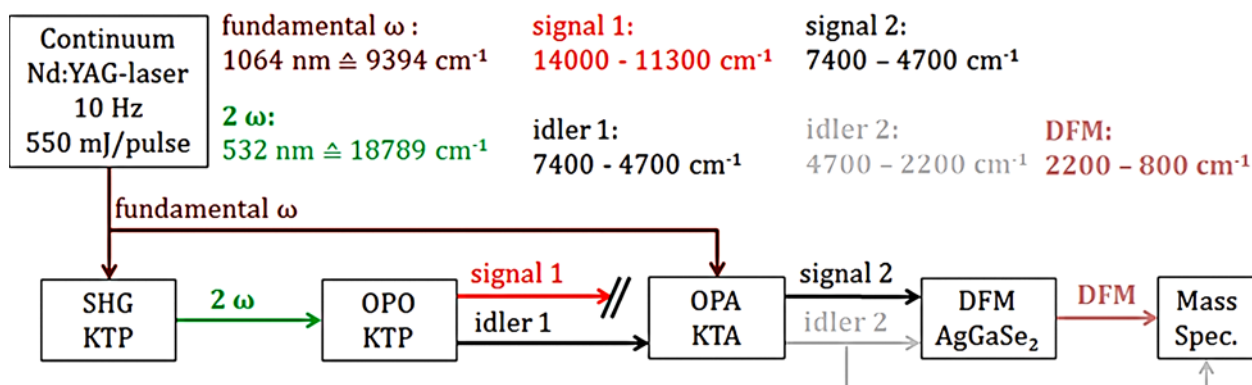 Continuum
Nd:YAG-laser
10 Hz
550 mJ/pulse
fundamental ω :
1064 nm ≙ 9394 cm⁻¹
2 ω:
532 nm ≙ 18789 cm⁻¹
signal 1:
14000 - 11300 cm⁻¹
idler 1:
7400 - 4700 cm⁻¹
signal 2:
7400 – 4700 cm⁻¹
idler 2:
4700 – 2200 cm⁻¹
DFM:
2200 – 800 cm⁻¹
fundamental ω
SHG
KTP
2 ω
OPO
KTP
signal 1
idler 1
OPA
KTA
signal 2
idler 2
DFM
AgGaSe₂
DFM
Mass
Spec.